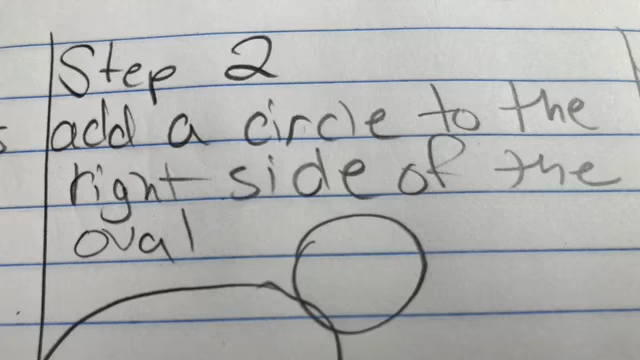 Step 2
add a circle to the
right side of the
oval